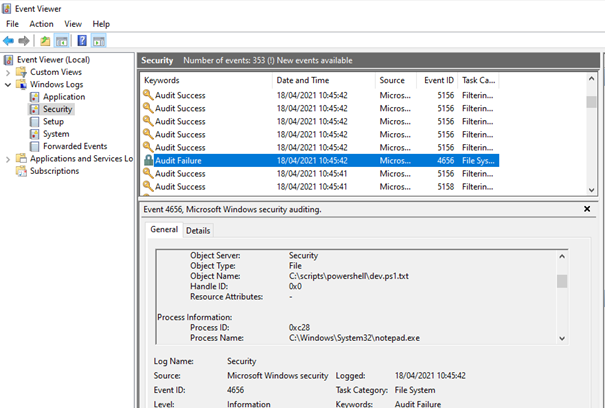 Event Viewer
File Action View Help
Event Viewer (Local)
Custom Views
Windows Logs
Application
Security
Setup
System
Forwarded Events
Applications and Services Lo
Subscriptions
Security Number of events: 353 (!) New events available
Keywords Date and Time Source Event ID Task Ca...
Audit Success 18/04/2021 10:45:42 Micros... 5156 Filterin...
Audit Success 18/04/2021 10:45:42 Micros... 5156 Filterin...
Audit Success 18/04/2021 10:45:42 Micros... 5156 Filterin...
Audit Success 18/04/2021 10:45:42 Micros... 5156 Filterin...
Audit Success 18/04/2021 10:45:42 Micros... 5156 Filterin...
Audit Failure 18/04/2021 10:45:42 Micros... 4656 File Sys...
Audit Success 18/04/2021 10:45:41 Micros... 5156 Filterin...
Audit Success 18/04/2021 10:45:41 Micros... 5158 Filterin...
Event 4656, Microsoft Windows security auditing.
General Details
Object Server: Security
Object Type: File
Object Name: C:\scripts\powershell\dev.ps1.txt
Handle ID: 0x0
Resource Attributes: -
Process Information:
Process ID: 0xc28
Process Name: C:\Windows\System32\notepad.exe
Log Name: Security
Source: Microsoft Windows security Logged: 18/04/2021 10:45:42
Event ID: 4656 Task Category: File System
Level: Information Keywords: Audit Failure